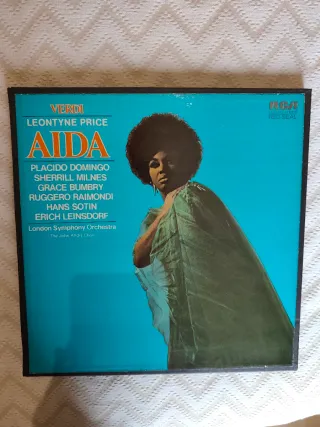 VERDI
LEONTYNE PRICE
AIDA
PLACIDO DOMINGO
SHERRILL MILNES
GRACE BUMBRY
RUGGERO RAIMONDI
HANS SOTIN
ERICH LEINSDORF
London Symphony Orchestra
RCA